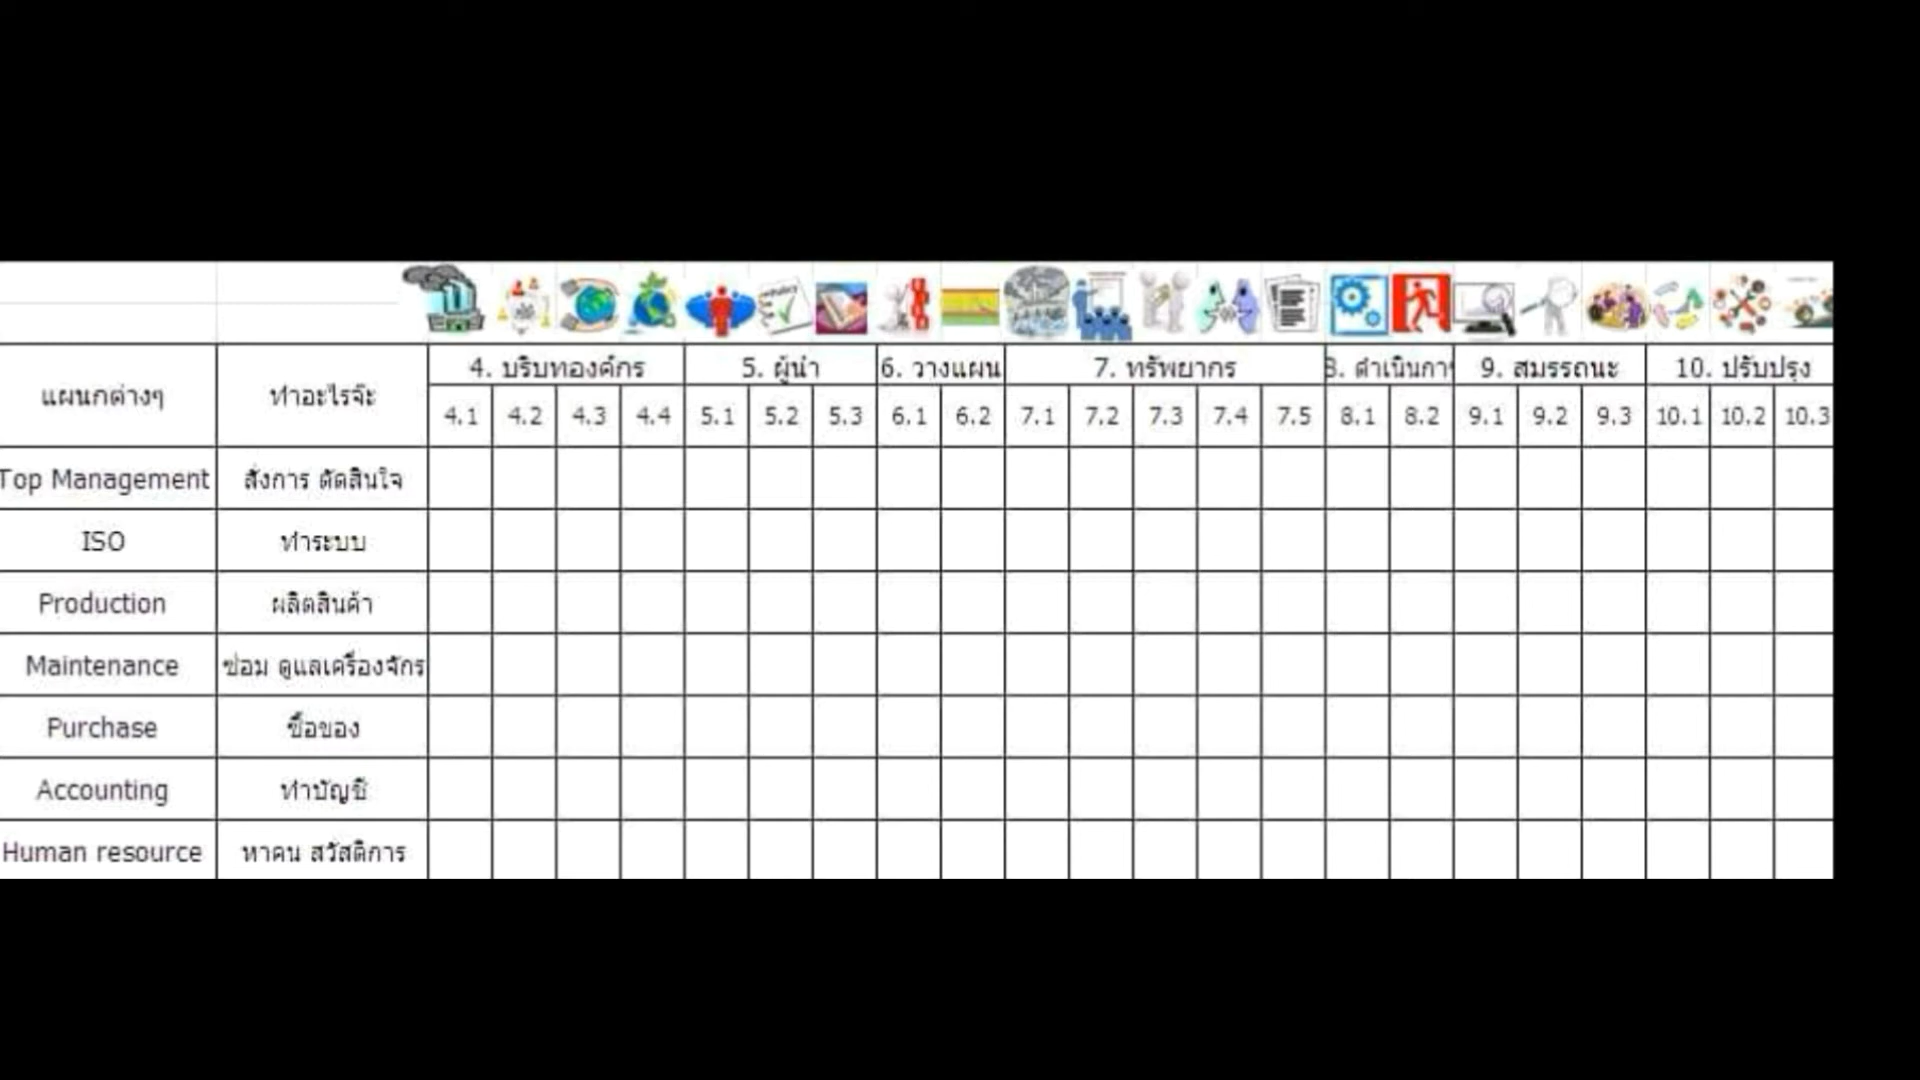 แผนกต่างๆ ทำอะไรจ๊ะ 4. บริบทองค์กร 5. ผู้นำ 6. วางแผน 7. ทรัพยากร 8. ดำเนินการ 9. สมรรถนะ 10. ปรับปรุง
4.1 4.2 4.3 4.4 5.1 5.2 5.3 6.1 6.2 7.1 7.2 7.3 7.4 7.5 8.1 8.2 9.1 9.2 9.3 10.1 10.2 10.3
Top Management สั่งการ ตัดสินใจ
ISO ทำระบบ
Production ผลิตสินค้า
Maintenance ซ่อม ดูแลเครื่องจักร
Purchase ซื้อของ
Accounting ทำบัญชี
Human resource หาคน สวัสดิการ